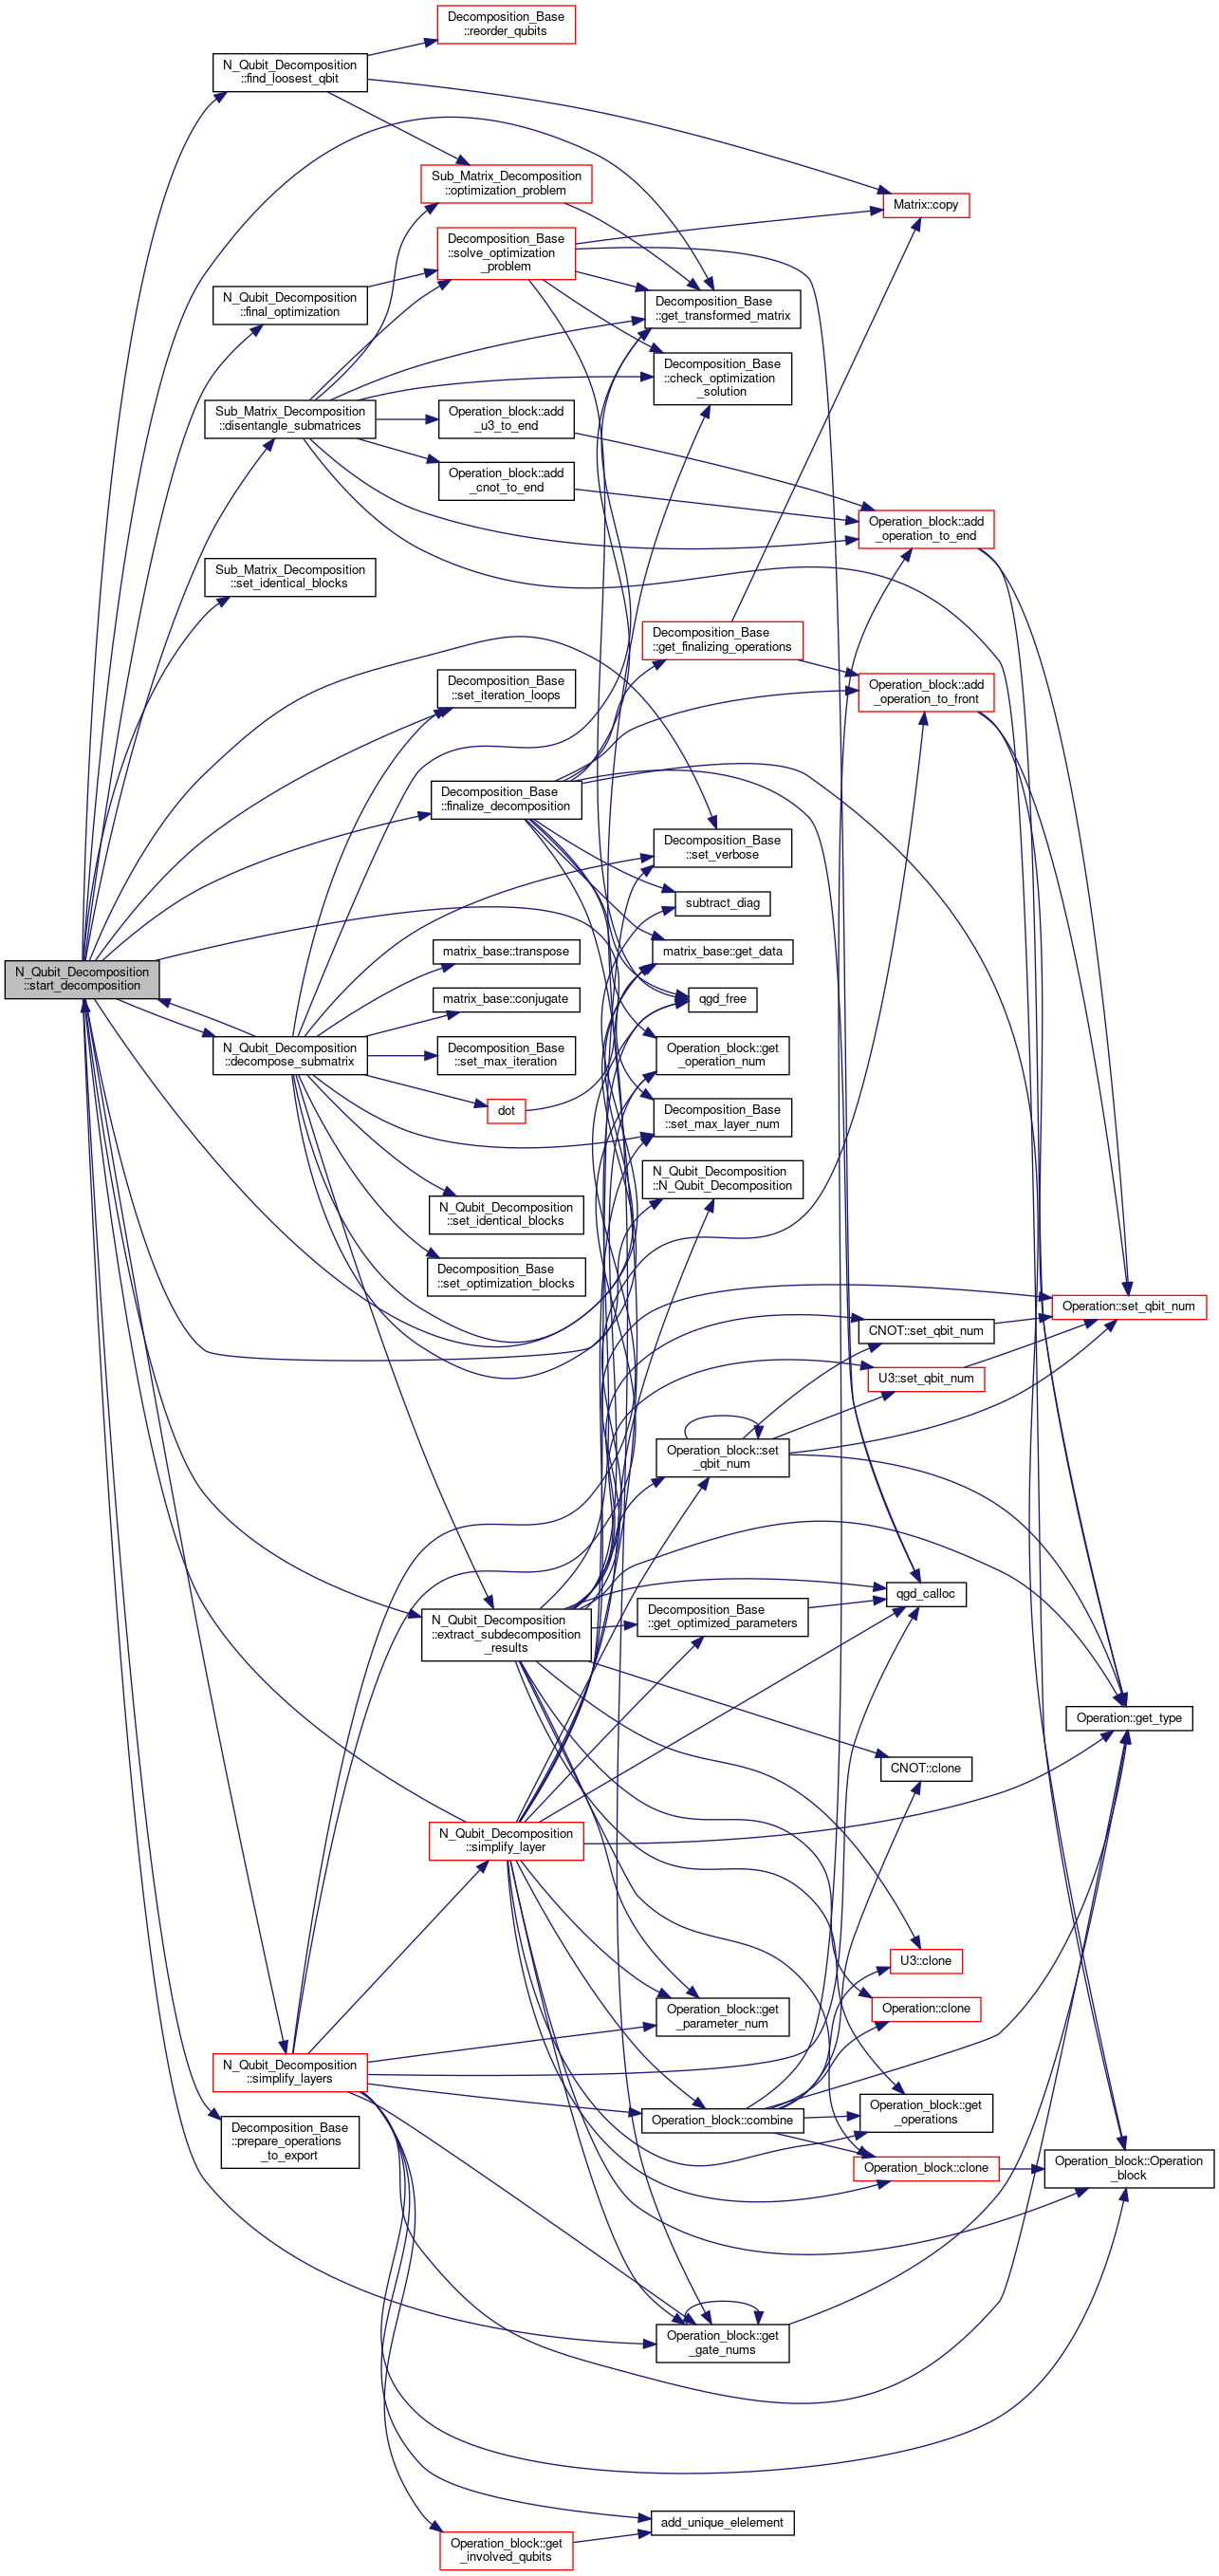 Decomposition_Base
::reorder_qubits
N_Qubit_Decomposition
::find_loosest_qbit
Sub_Matrix_Decomposition
::optimization_problem
Matrix::copy
Decomposition_Base
::solve_optimization
_problem
N_Qubit_Decomposition
::final_optimization
Decomposition_Base
::get_transformed_matrix
Decomposition_Base
::check_optimization
_solution
Sub_Matrix_Decomposition
::disentangle_submatrices
Operation_block::add
_u3_to_end
Operation_block::add
_cnot_to_end
Operation_block::add
_operation_to_end
Sub_Matrix_Decomposition
::set_identical_blocks
Decomposition_Base
::get_finalizing_operations
Decomposition_Base
::set_iteration_loops
Operation_block::add
_operation_to_front
Decomposition_Base
::finalize_decomposition
Decomposition_Base
::set_verbose
subtract_diag
matrix_base::transpose
matrix_base::get_data
N_Qubit_Decomposition
::start_decomposition
matrix_base::conjugate
qgd_free
N_Qubit_Decomposition
::decompose_submatrix
Decomposition_Base
::set_max_iteration
Operation_block::get
_operation_num
dot
Decomposition_Base
::set_max_layer_num
N_Qubit_Decomposition
::N_Qubit_Decomposition
N_Qubit_Decomposition
::set_identical_blocks
Decomposition_Base
::set_optimization_blocks
Operation::set_qbit_num
CNOT::set_qbit_num
U3::set_qbit_num
Operation_block::set
_qbit_num
qgd_calloc
Decomposition_Base
::get_optimized_parameters
N_Qubit_Decomposition
::extract_subdecomposition
_results
Operation::get_type
CNOT::clone
N_Qubit_Decomposition
::simplify_layer
U3::clone
Operation::clone
Operation_block::get
_parameter_num
N_Qubit_Decomposition
::simplify_layers
Operation_block::combine
Operation_block::get
_operations
Decomposition_Base
::prepare_operations
_to_export
Operation_block::clone
Operation_block::Operation
_block
Operation_block::get
_gate_nums
add_unique_elelement
Operation_block::get
_involved_qubits